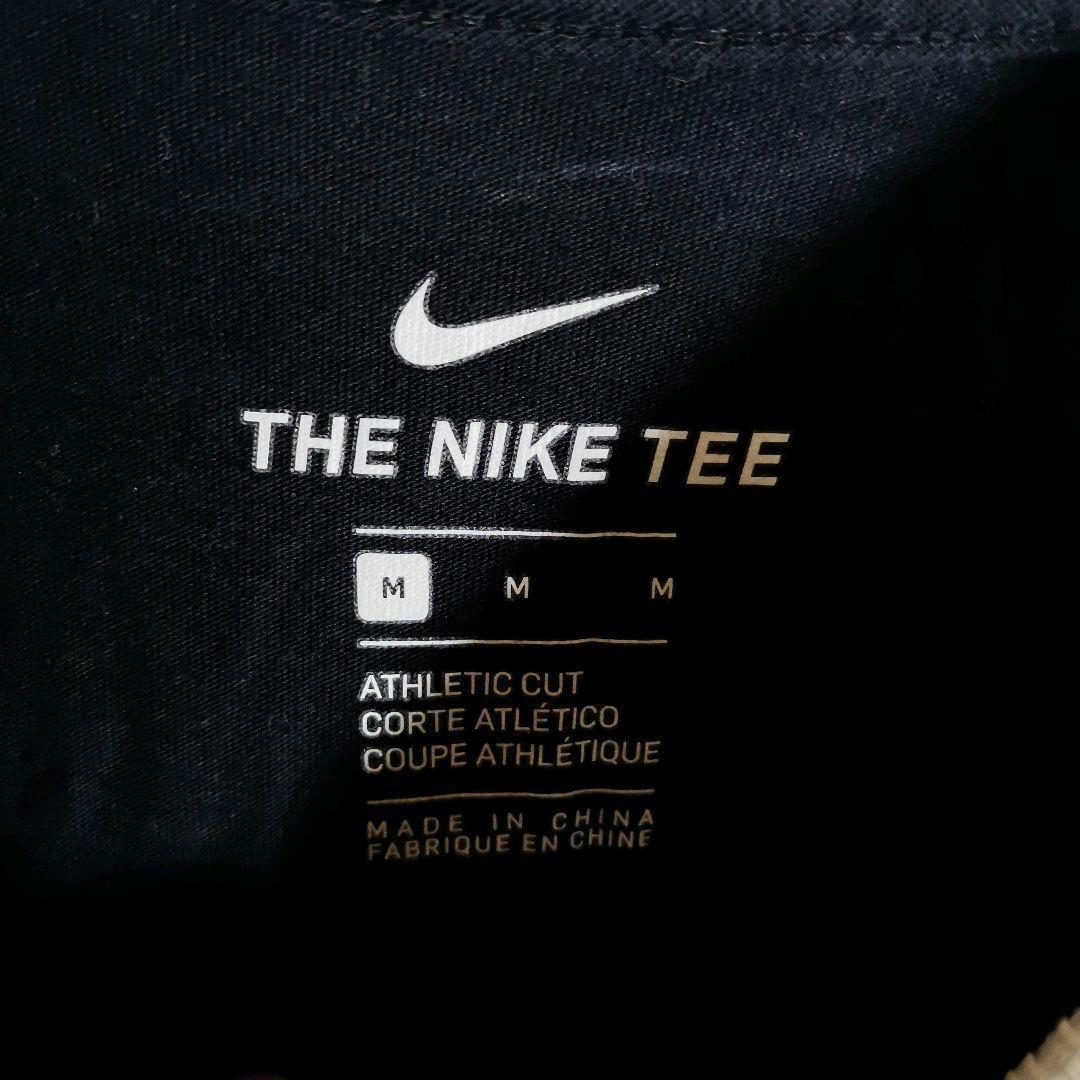 THE NIKE TEE
M M M
ATHLETIC CUT
CORTE ATLÉTICO
COUPE ATHLÉTIQUE
MADE IN CHINA
FABRIQUE EN CHINE